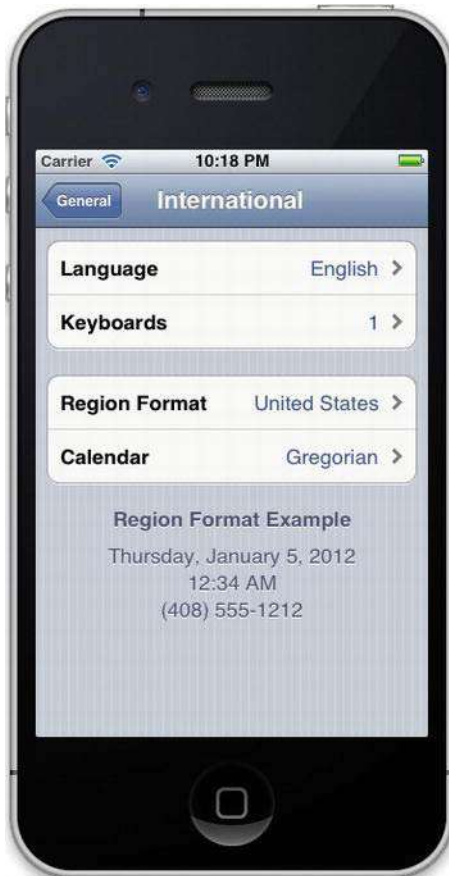 Carrier 10:18 PM
General International
Language English
Keyboards 1
Region Format United States
Calendar Gregorian
Region Format Example
Thursday, January 5, 2012
12:34 AM
(408) 555-1212